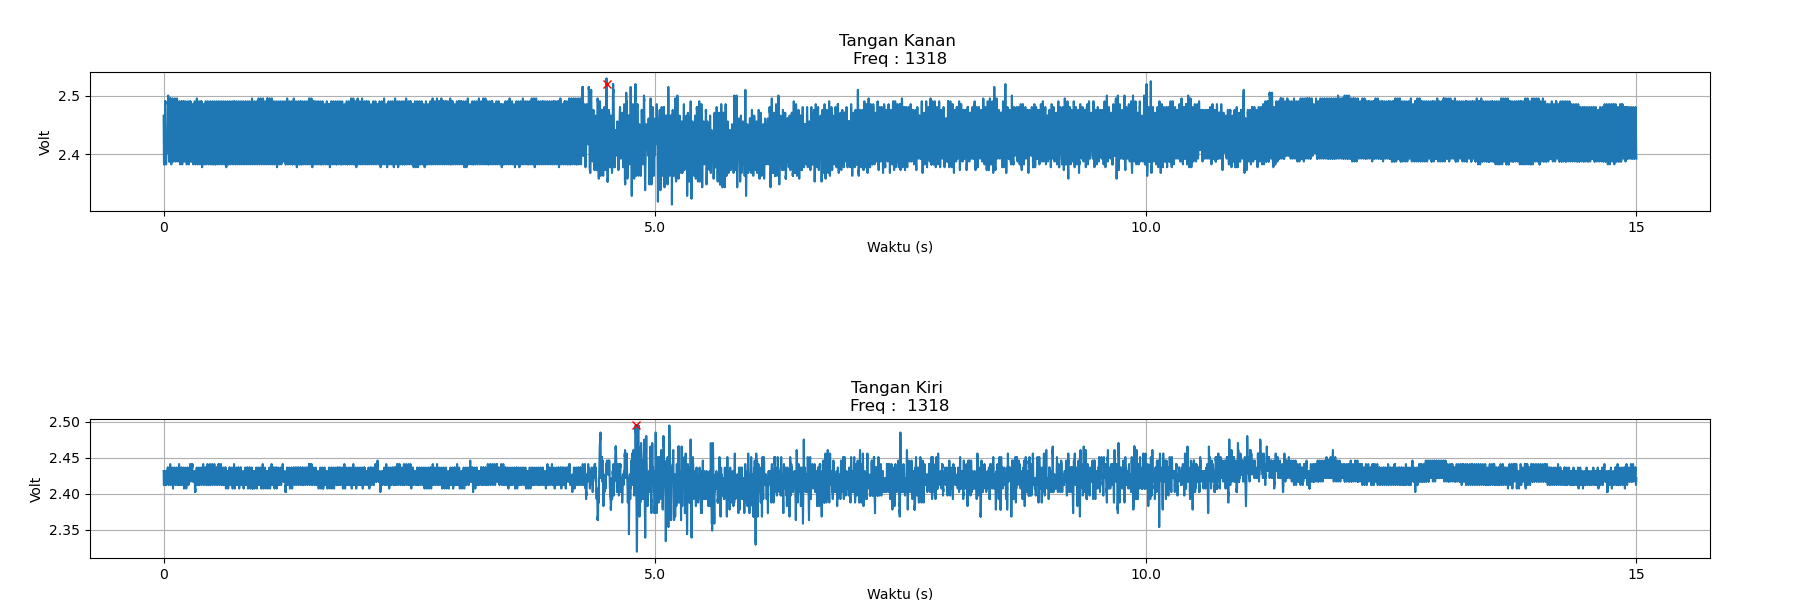 Tangan Kanan
Freq : 1318
2.5
2.4
Volt
0
5.0
10.0
15
Waktu (s)
Tangan Kiri
Freq :  1318
2.50
2.45
2.40
2.35
Volt
0
5.0
10.0
15
Waktu (s)